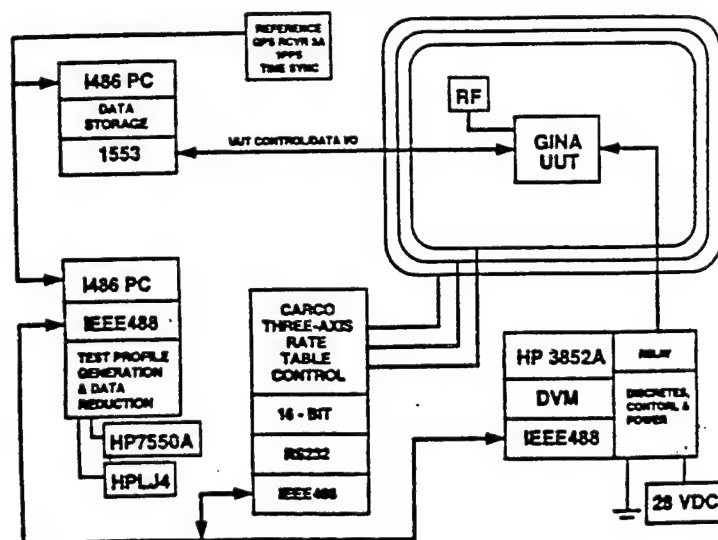 REFERENCE
GPS RCVR 3A
1PPS
TIME SYNC
I486 PC
DATA
STORAGE
1553
UUT CONTROL/DATA I/O
RF
GINA
UUT
I486 PC
IEEE488
TEST PROFILE
GENERATION
& DATA
REDUCTION
HP7550A
HPLJ4
CARCO
THREE-AXIS
RATE
TABLE
CONTROL
16 - BIT
RS232
IEEE488
HP 3852A
DVM
IEEE488
RELAY
DISCRETES,
CONTORL &
POWER
28 VDC